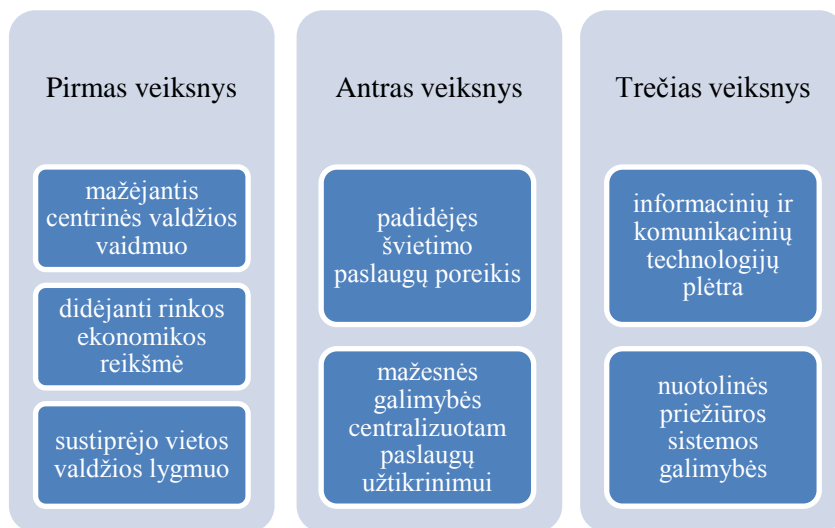 Pirmas veiksnys
mažėjantis
centrinės valdžios
vaidmuo
didėjanti rinkos
ekonomikos
reikšmė
sustiprėjo vietos
valdžios lygmuo
Antras veiksnys
padidėjęs
švietimo
paslaugų poreikis
mažesnės
galimybės
centralizuotam
paslaugų
užtikrinimui
Trečias veiksnys
informacinių ir
komunikacinių
technologijų
plėtra
nuotolinės
priežiūros
sistemos
galimybės